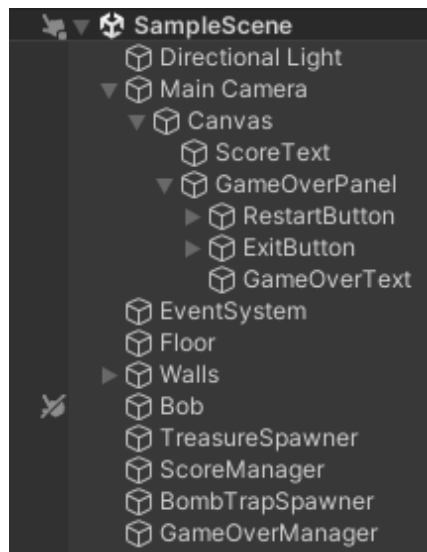 SampleScene
Directional Light
Main Camera
Canvas
ScoreText
GameOverPanel
RestartButton
ExitButton
GameOverText
EventSystem
Floor
Walls
Bob
TreasureSpawner
ScoreManager
BombTrapSpawner
GameOverManager